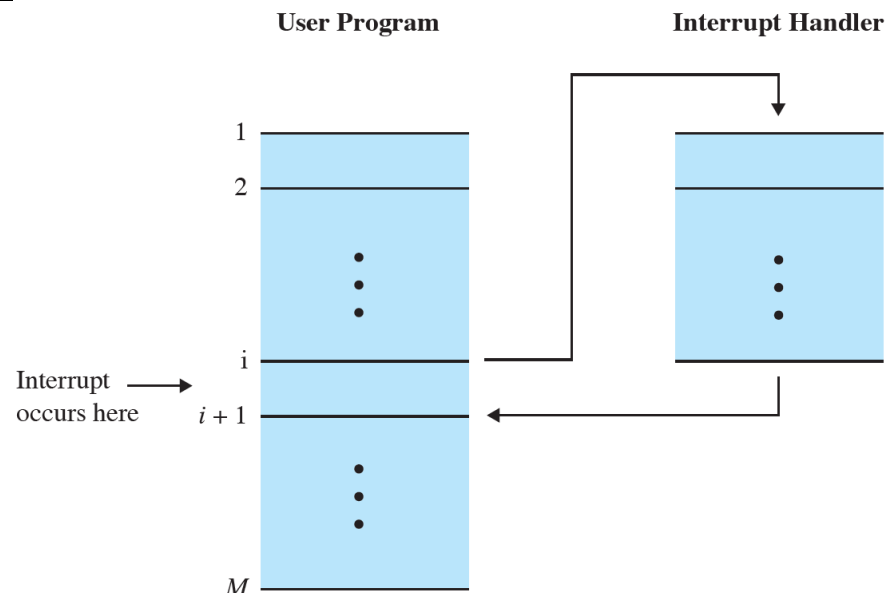 User Program
Interrupt Handler
1
2
i
Interrupt
occurs here
i + 1
M